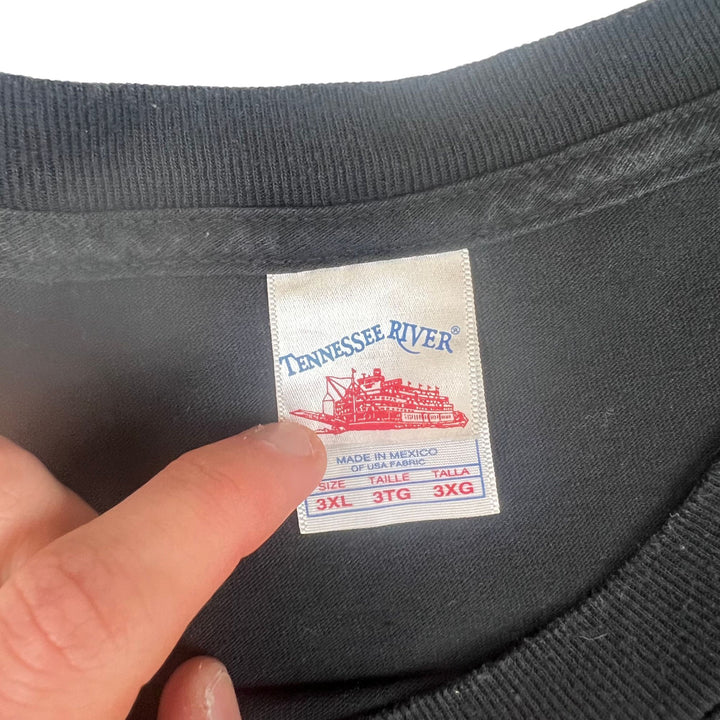 TENNESSEE RIVER®
MADE IN MEXICO
OF USA FABRIC
SIZE TAILLE TALLA
3XL 3TG 3XG